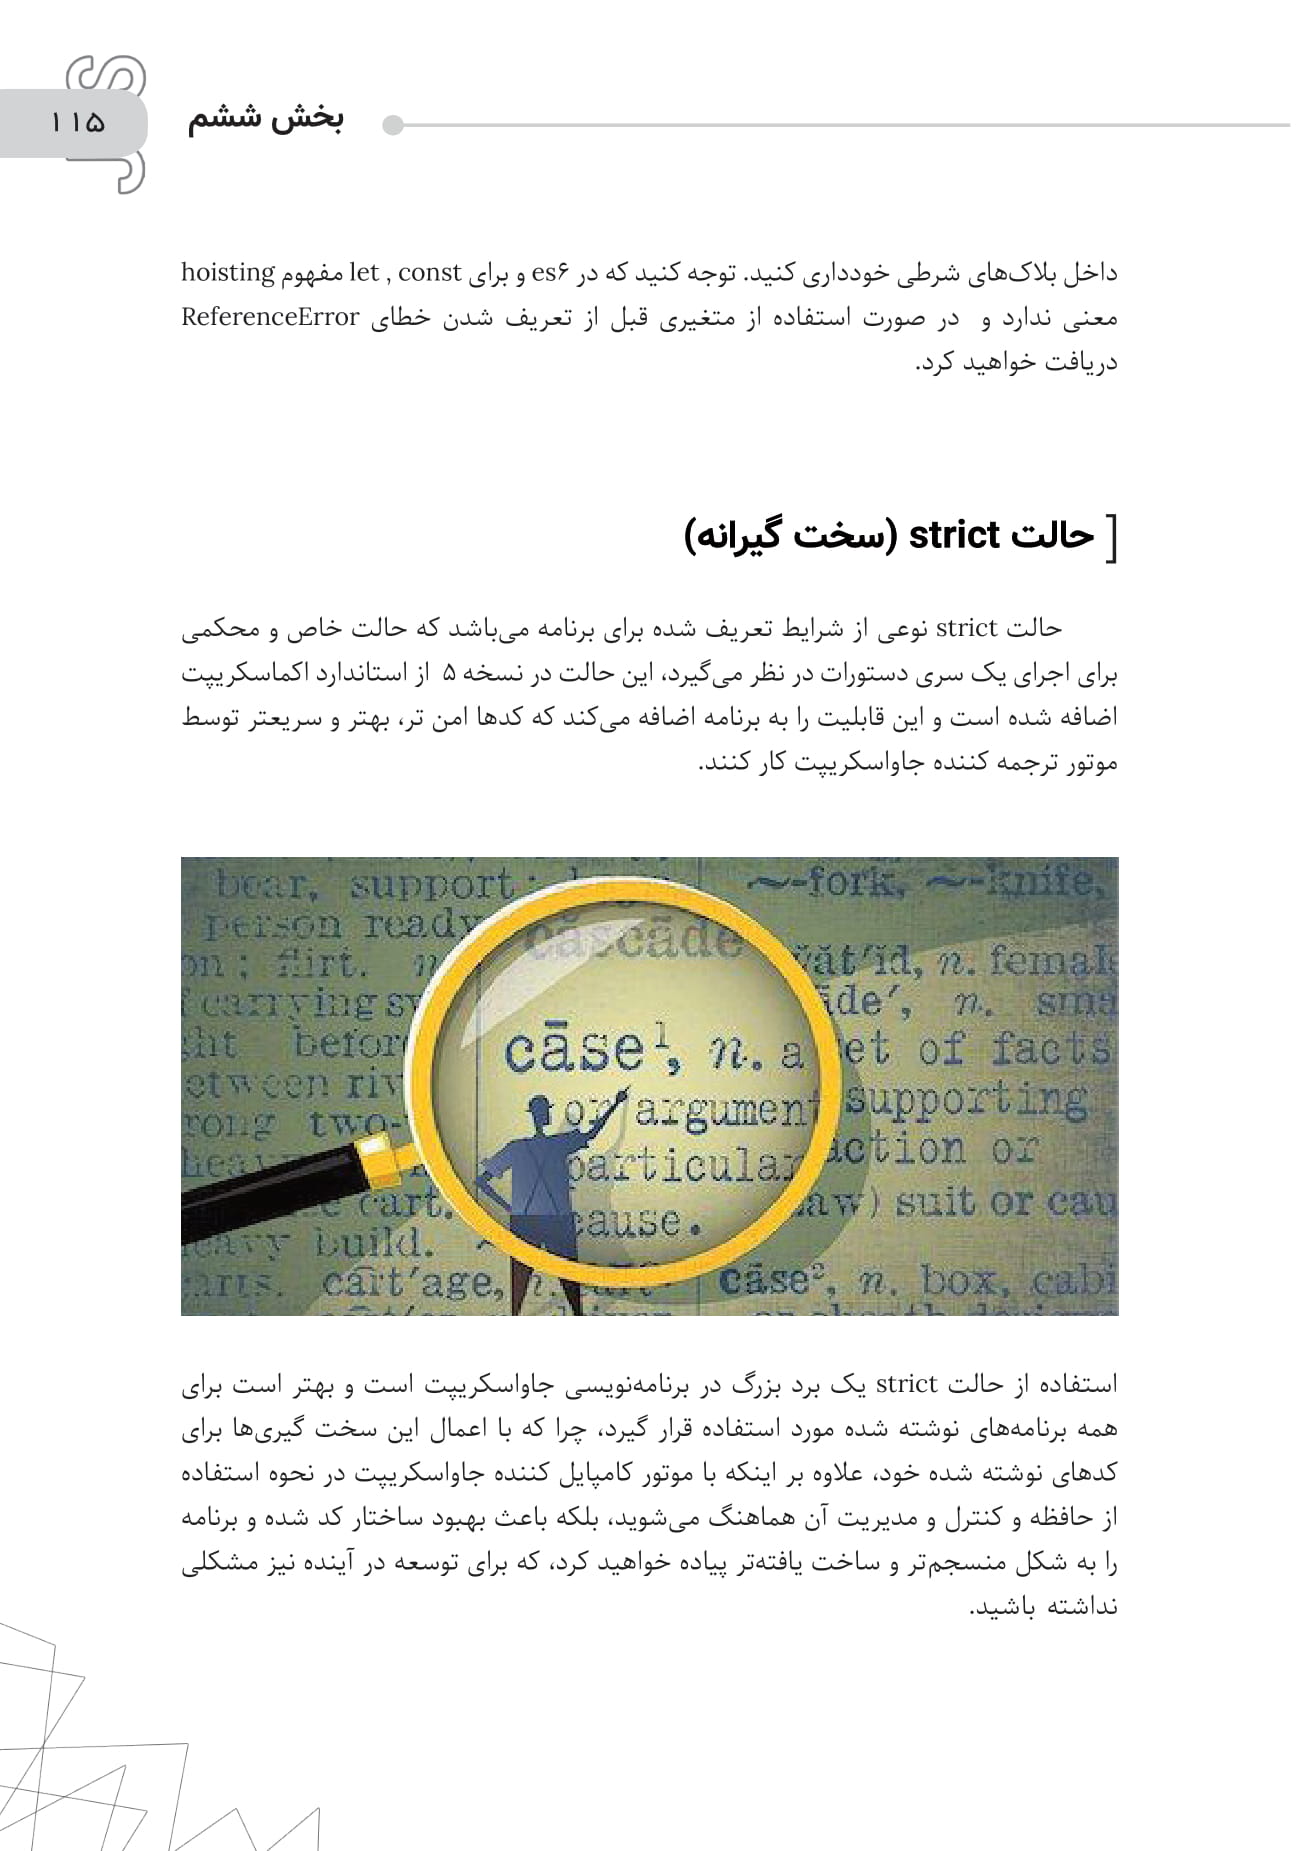 JS
۱۱۵
بخش ششم
داخل بلاک‌های شرطی خودداری کنید. توجه کنید که در es۶ و برای let , const مفهوم hoisting
معنی ندارد و در صورت استفاده از متغیری قبل از تعریف شدن خطای ReferenceError
دریافت خواهید کرد.
[ حالت strict (سخت گیرانه)
حالت strict نوعی از شرایط تعریف شده برای برنامه می‌باشد که حالت خاص و محکمی
برای اجرای یک سری دستورات در نظر می‌گیرد، این حالت در نسخه ۵ از استاندارد اکماسکریپت
اضافه شده است و این قابلیت را به برنامه اضافه می‌کند که کدها امن تر، بهتر و سریعتر توسط
موتور ترجمه کننده جاواسکریپت کار کنند.
bear, support; ~-fork, ~-knife,
person ready căscāde
on; flirt. n ăt'id, n. female
carrying sw āde', n. sma
ht before cāse¹, n. a set of facts
etween riv or argument supporting
rong two- particular action or
heav cart. cause. aw) suit or cau
heavy build.
arts. cart'age, n. cart cāse², n. box, cabi
استفاده از حالت strict یک برد بزرگ در برنامه‌نویسی جاواسکریپت است و بهتر است برای
همه برنامه‌های نوشته شده مورد استفاده قرار گیرد، چرا که با اعمال این سخت گیری‌ها برای
کدهای نوشته شده خود، علاوه بر اینکه با موتور کامپایل کننده جاواسکریپت در نحوه استفاده
از حافظه و کنترل و مدیریت آن هماهنگ می‌شوید، بلکه باعث بهبود ساختار کد شده و برنامه
را به شکل منسجم‌تر و ساخت یافته‌تر پیاده خواهید کرد، که برای توسعه در آینده نیز مشکلی
نداشته باشید.